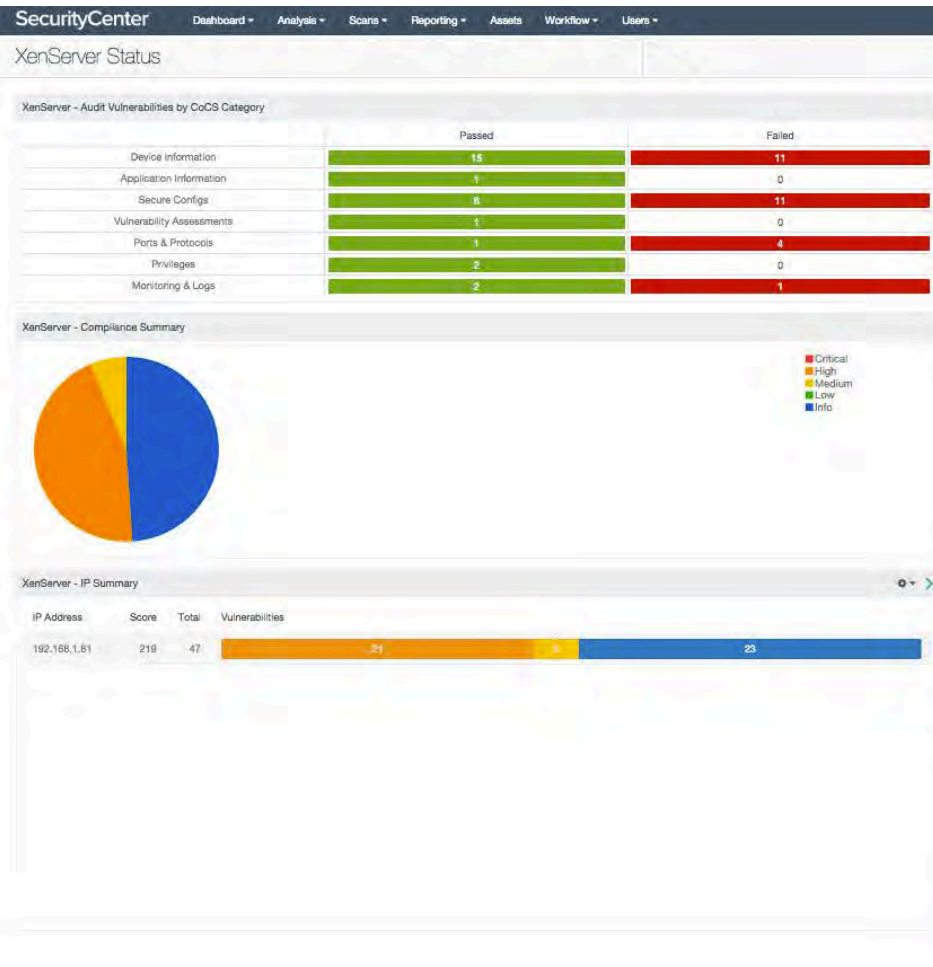 SecurityCenter Dashboard Analysis Scans Reporting Assets Workflow Users
XenServer Status
XenServer - Audit Vulnerabilities by CoCS Category
Passed Failed
Device Information 15 11
Application Information 1 0
Secure Configs 11
Vulnerability Assessments 1 0
Ports & Protocols 1 4
Privileges 2 0
Monitoring & Logs 2 1
XenServer - Compliance Summary
Critical
High
Medium
Low
Info
XenServer - IP Summary
IP Address Score Total Vulnerabilities
192.168.1.81 219 47 21 23